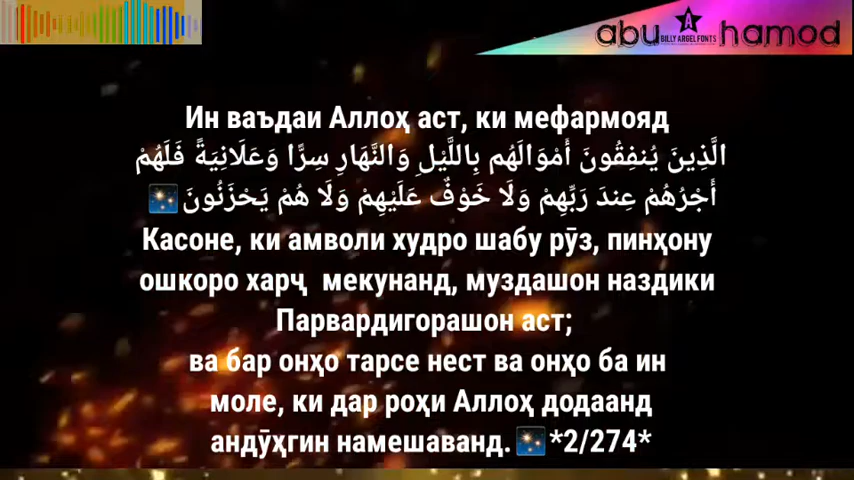 abu hamod
BILLY ARGEL FONTS
Ин ваъдаи Аллоҳ аст, ки мефармояд
الَّذِينَ يُنفِقُونَ أَمْوَالَهُم بِاللَّيْلِ وَالنَّهَارِ سِرًّا وَعَلَانِيَةً فَلَهُمْ
أَجْرُهُمْ عِندَ رَبِّهِمْ وَلَا خَوْفٌ عَلَيْهِمْ وَلَا هُمْ يَحْزَنُونَ
Касоне, ки амволи худро шабу рӯз, пинҳону
ошкоро харҷ мекунанд, муздашон наздики
Парвардигорашон аст;
ва бар онҳо тарсе нест ва онҳо ба ин
моле, ки дар роҳи Аллоҳ додаанд
андӯҳгин намешаванд. *2/274*